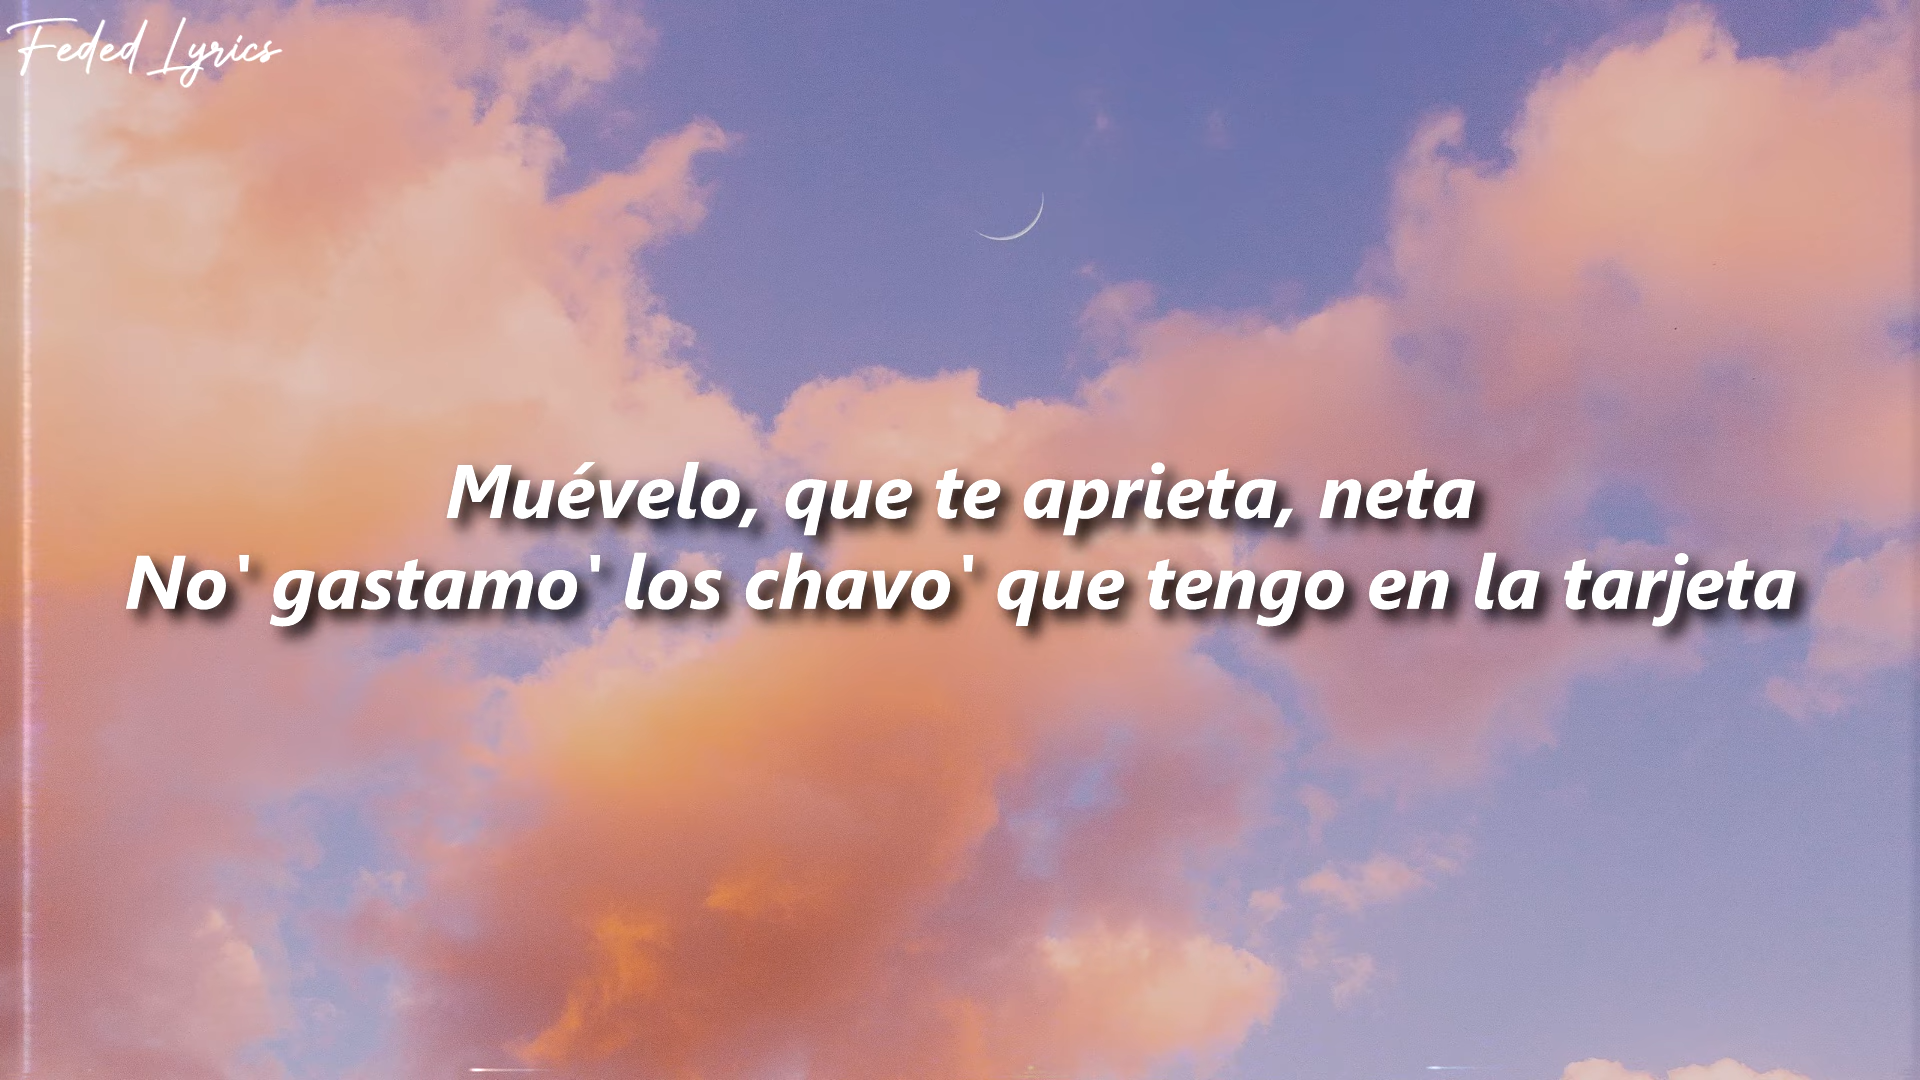 Feded Lyrics
Muévelo, que te aprieta, neta
No' gastamo' los chavo' que tengo en la tarjeta